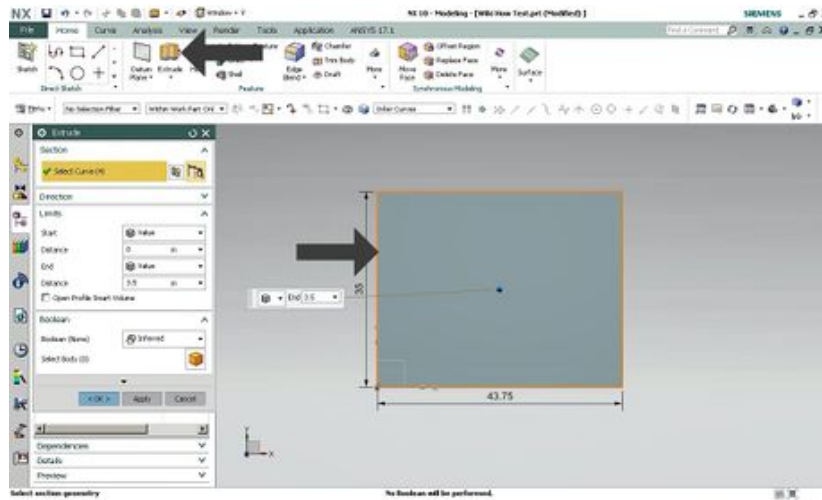 NX
Window
NX 10 - Modeling - [Wiki How Test.prt (Modified) ]
SIEMENS
File Home Curve Analysis View Render Tools Application ANSYS 17.1
Find a Command
Sketch
Direct Sketch
Datum Plane
Extrude
Shell
Feature
Edge Blend
Chamfer
Trim Body
Draft
More
Move Face
Offset Region
Replace Face
Delete Face
More
Surface
Synchronous Modeling
Menu
No Selection Filter
Within Work Part Onl
Infer Curves
Extrude
Section
Select Curve (4)
Direction
Limits
Start Value
Distance 0 in
End Value
Distance 3.5 in
Open Profile Smart Volume
Boolean
Boolean (None) Inferred
Select Body (0)
< OK > Apply Cancel
Dependencies
Details
Preview
End 3.5
35
43.75
Y
X
Select section geometry
No Boolean will be performed.